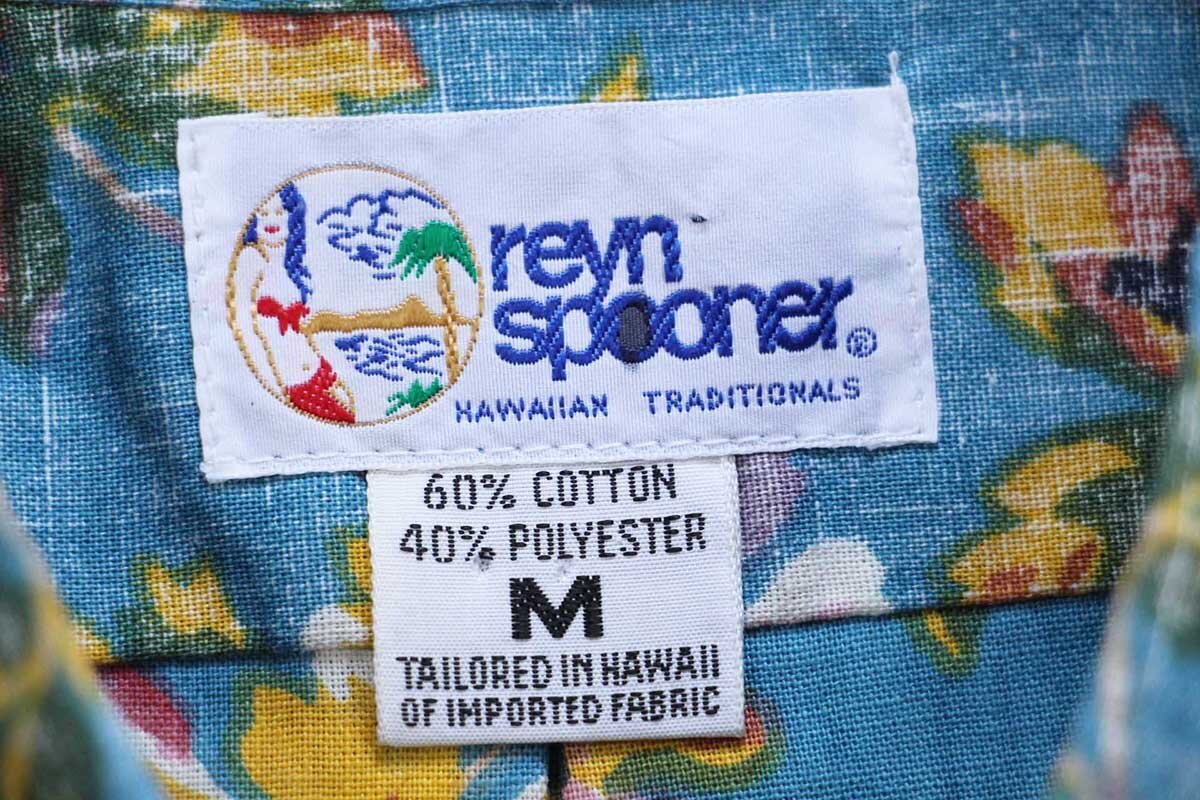 reyn
spooner®
HAWAIIAN TRADITIONALS
60% COTTON
40% POLYESTER
M
TAILORED IN HAWAII
OF IMPORTED FABRIC